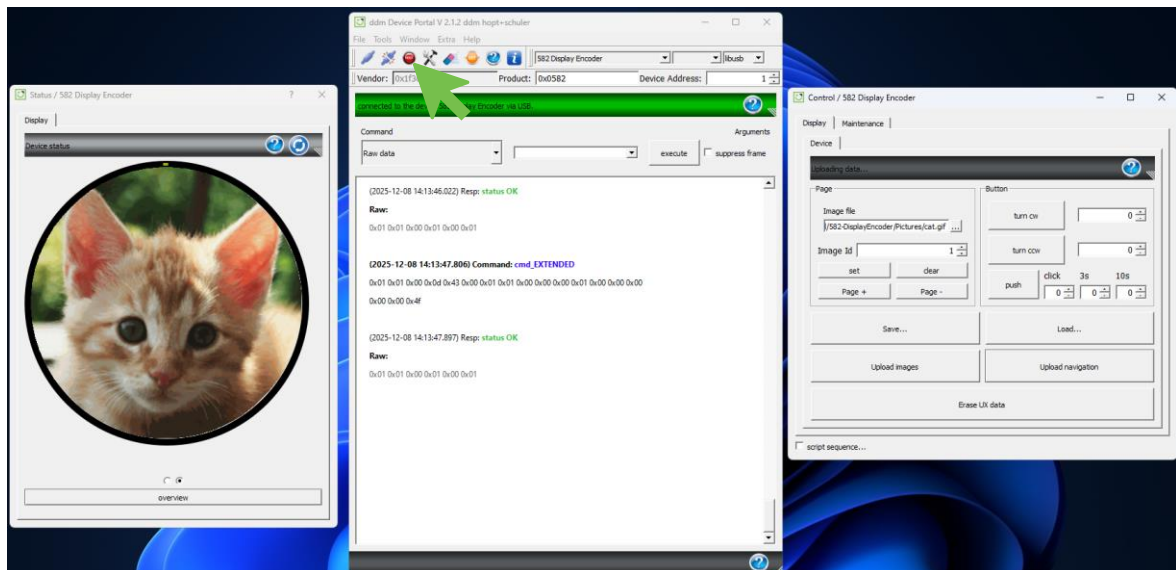 Status / 582 Display Encoder
Display
Device status
overview
ddm Device Portal V 2.1.2 ddm hopt+schuler
File Tools Window Extra Help
582 Display Encoder
libusb
Vendor:
Product: 0x0582
Device Address: 1
connected to the Display Encoder via USB.
Command
Arguments
Raw data
execute
suppress frame
(2025-12-08 14:13:46.022) Resp: status OK
Raw:
0x01 0x01 0x00 0x01 0x00 0x01
(2025-12-08 14:13:47.806) Command: cmd_EXTENDED
0x01 0x01 0x00 0x0d 0x43 0x00 0x01 0x01 0x00 0x00 0x00 0x01 0x00 0x00 0x00
0x00 0x00 0x4f
(2025-12-08 14:13:47.897) Resp: status OK
Raw:
0x01 0x01 0x00 0x01 0x00 0x01
Control / 582 Display Encoder
Display Maintenance
Device
Uploading data...
Page
Image file
/582-DisplayEncoder/Pictures/cat.gif ...
Image Id 1
set clear
Page + Page -
Button
turn cw 0
turn ccw 0
push
click 3s 10s
0 0 0
Save... Load...
Upload images Upload navigation
Erase UX data
script sequence...